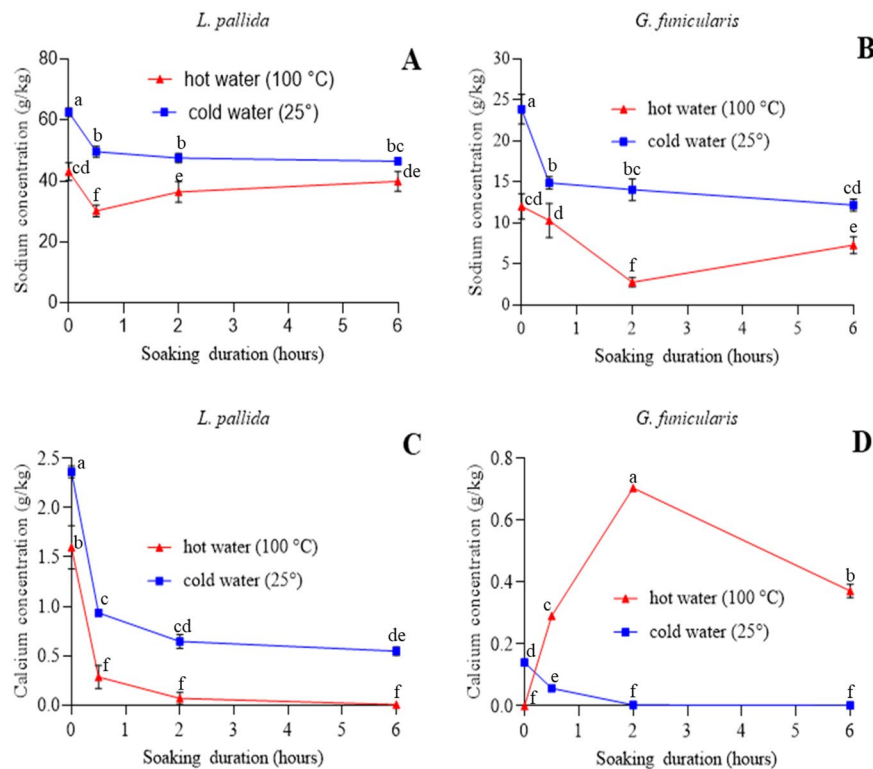 L. pallida
A
80
60
40
20
0
Sodium concentration (g/kg)
hot water (100 °C)
cold water (25°)
a
b
b
bc
cd
f
e
de
0 1 2 3 4 5 6
Soaking duration (hours)
G. funicularis
B
30
25
20
15
10
5
0
Sodium concentration (g/kg)
hot water (100 °C)
cold water (25°)
a
b
bc
cd
cd
d
f
e
0 1 2 3 4 5 6
Soaking duration (hours)
L. pallida
C
2.5
2.0
1.5
1.0
0.5
0.0
Calcium concentration (g/kg)
hot water (100 °C)
cold water (25°)
a
b
c
cd
de
f
f
f
0 1 2 3 4 5 6
Soaking duration (hours)
G. funicularis
D
0.8
0.6
0.4
0.2
0.0
Calcium concentration (g/kg)
hot water (100 °C)
cold water (25°)
a
b
c
d
e
f
f
f
0 1 2 3 4 5 6
Soaking duration (hours)